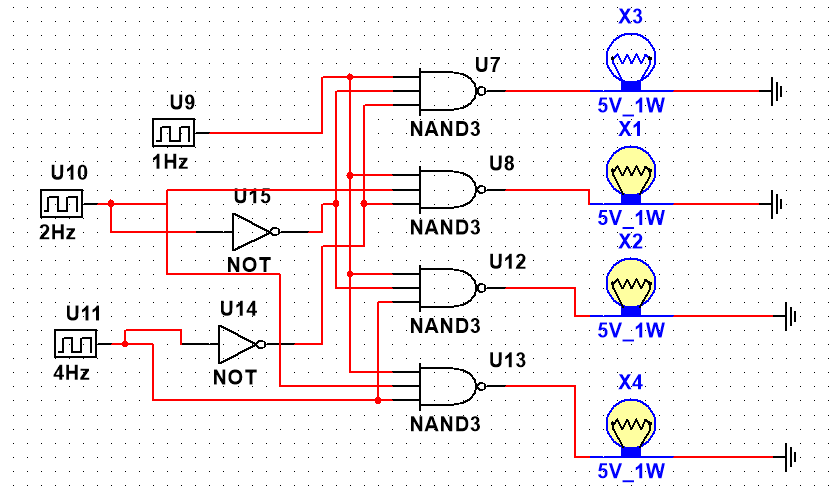 X3
U7
5V_1W
NAND3
U9
1Hz
X1
U8
5V_1W
NAND3
U10
2Hz
U15
NOT
X2
U12
5V_1W
NAND3
U11
4Hz
U14
NOT
X4
U13
5V_1W
NAND3